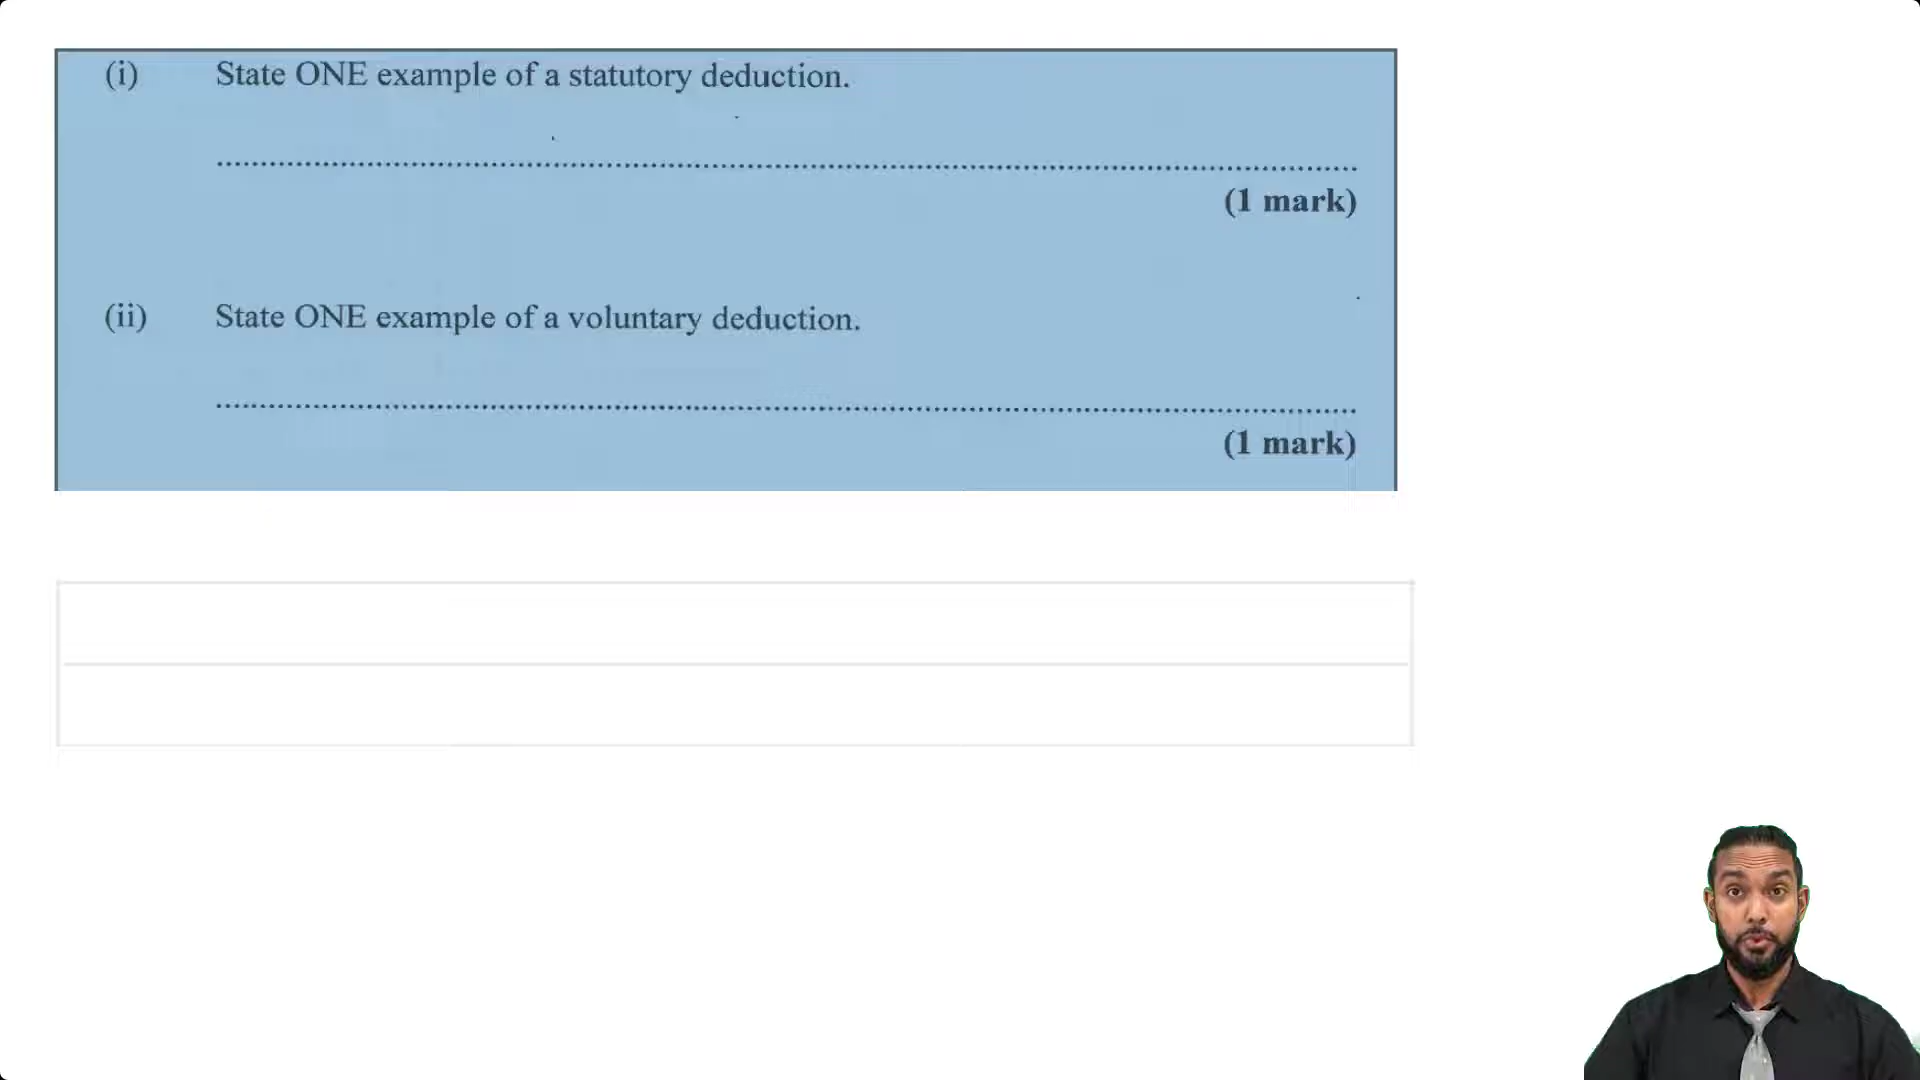 (i) State ONE example of a statutory deduction.
(1 mark)
(ii) State ONE example of a voluntary deduction.
(1 mark)